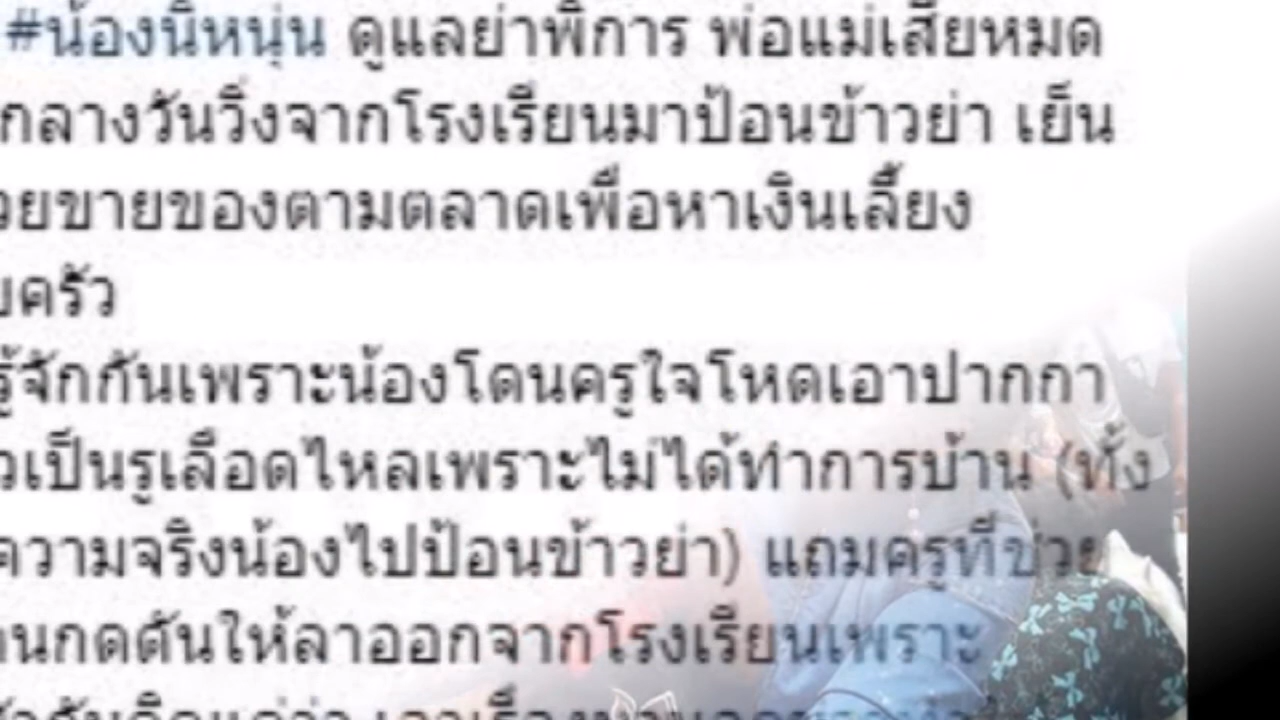 #น้องนิหนุ่น ดูแลย่าพิการ พ่อแม่เสียหมด
กลางวันวิ่งจากโรงเรียนมาป้อนข้าวย่า เย็น
ขายของตามตลาดเพื่อหาเงินเลี้ยง
ครัว
รู้จักกันเพราะน้องโดนครูใจโหดเอาปากกา
เป็นรูเลือดไหลเพราะไม่ได้ทำการบ้าน (ทั้ง
ความจริงน้องไปป้อนข้าวย่า) แถมครูที่ช่วย
กดดันให้ลาออกจากโรงเรียนเพราะ